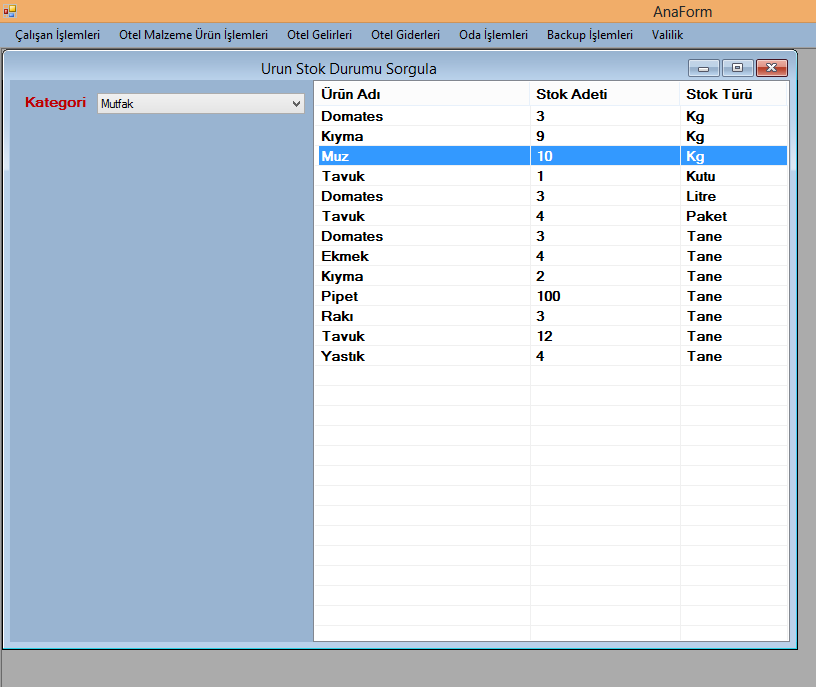 AnaForm
Çalışan İşlemleri Otel Malzeme Ürün İşlemleri Otel Gelirleri Otel Giderleri Oda İşlemleri Backup İşlemleri Valilik
Urun Stok Durumu Sorgula
Kategori Mutfak
Ürün Adı Stok Adeti Stok Türü
Domates 3 Kg
Kıyma 9 Kg
Muz 10 Kg
Tavuk 1 Kutu
Domates 3 Litre
Tavuk 4 Paket
Domates 3 Tane
Ekmek 4 Tane
Kıyma 2 Tane
Pipet 100 Tane
Rakı 3 Tane
Tavuk 12 Tane
Yastık 4 Tane